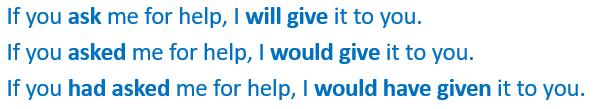 If you ask me for help, I will give it to you.
If you asked me for help, I would give it to you.
If you had asked me for help, I would have given it to you.